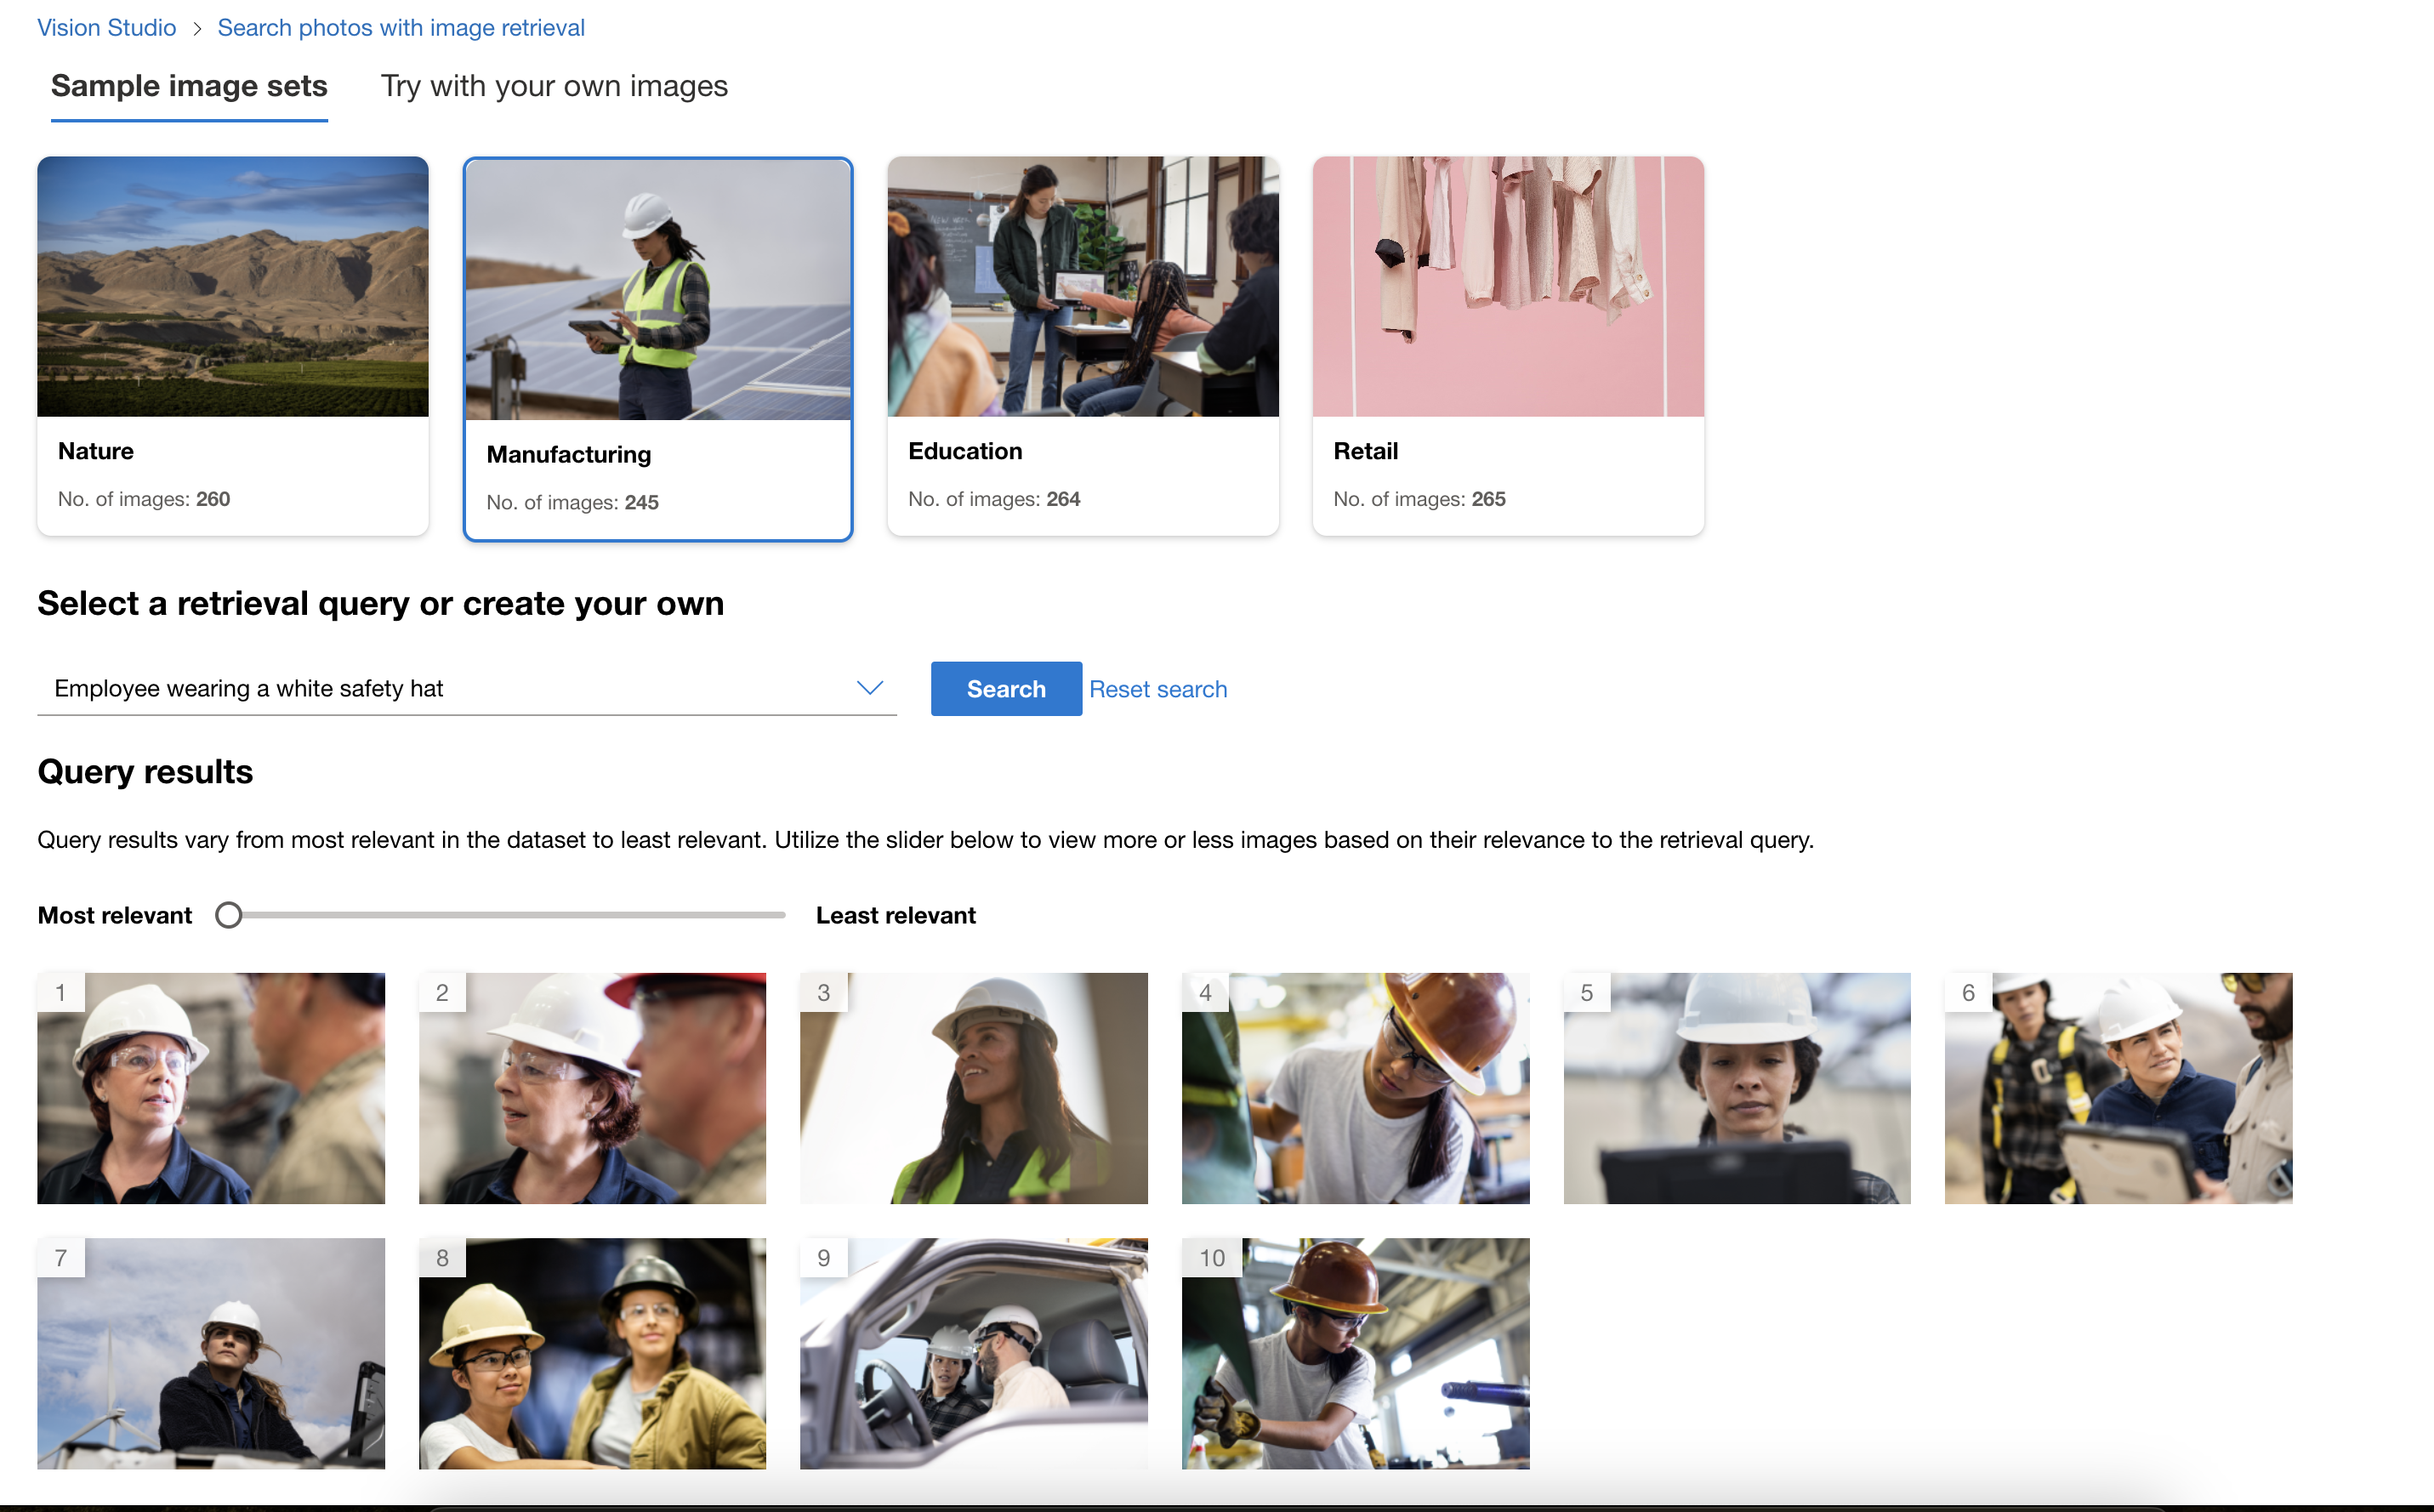 Vision Studio > Search photos with image retrieval
Sample image sets Try with your own images
Nature
No. of images: 260
Manufacturing
No. of images: 245
Education
No. of images: 264
Retail
No. of images: 265
Select a retrieval query or create your own
Employee wearing a white safety hat
Search Reset search
Query results
Query results vary from most relevant in the dataset to least relevant. Utilize the slider below to view more or less images based on their relevance to the retrieval query.
Most relevant Least relevant
1 2 3 4 5 6
7 8 9 10